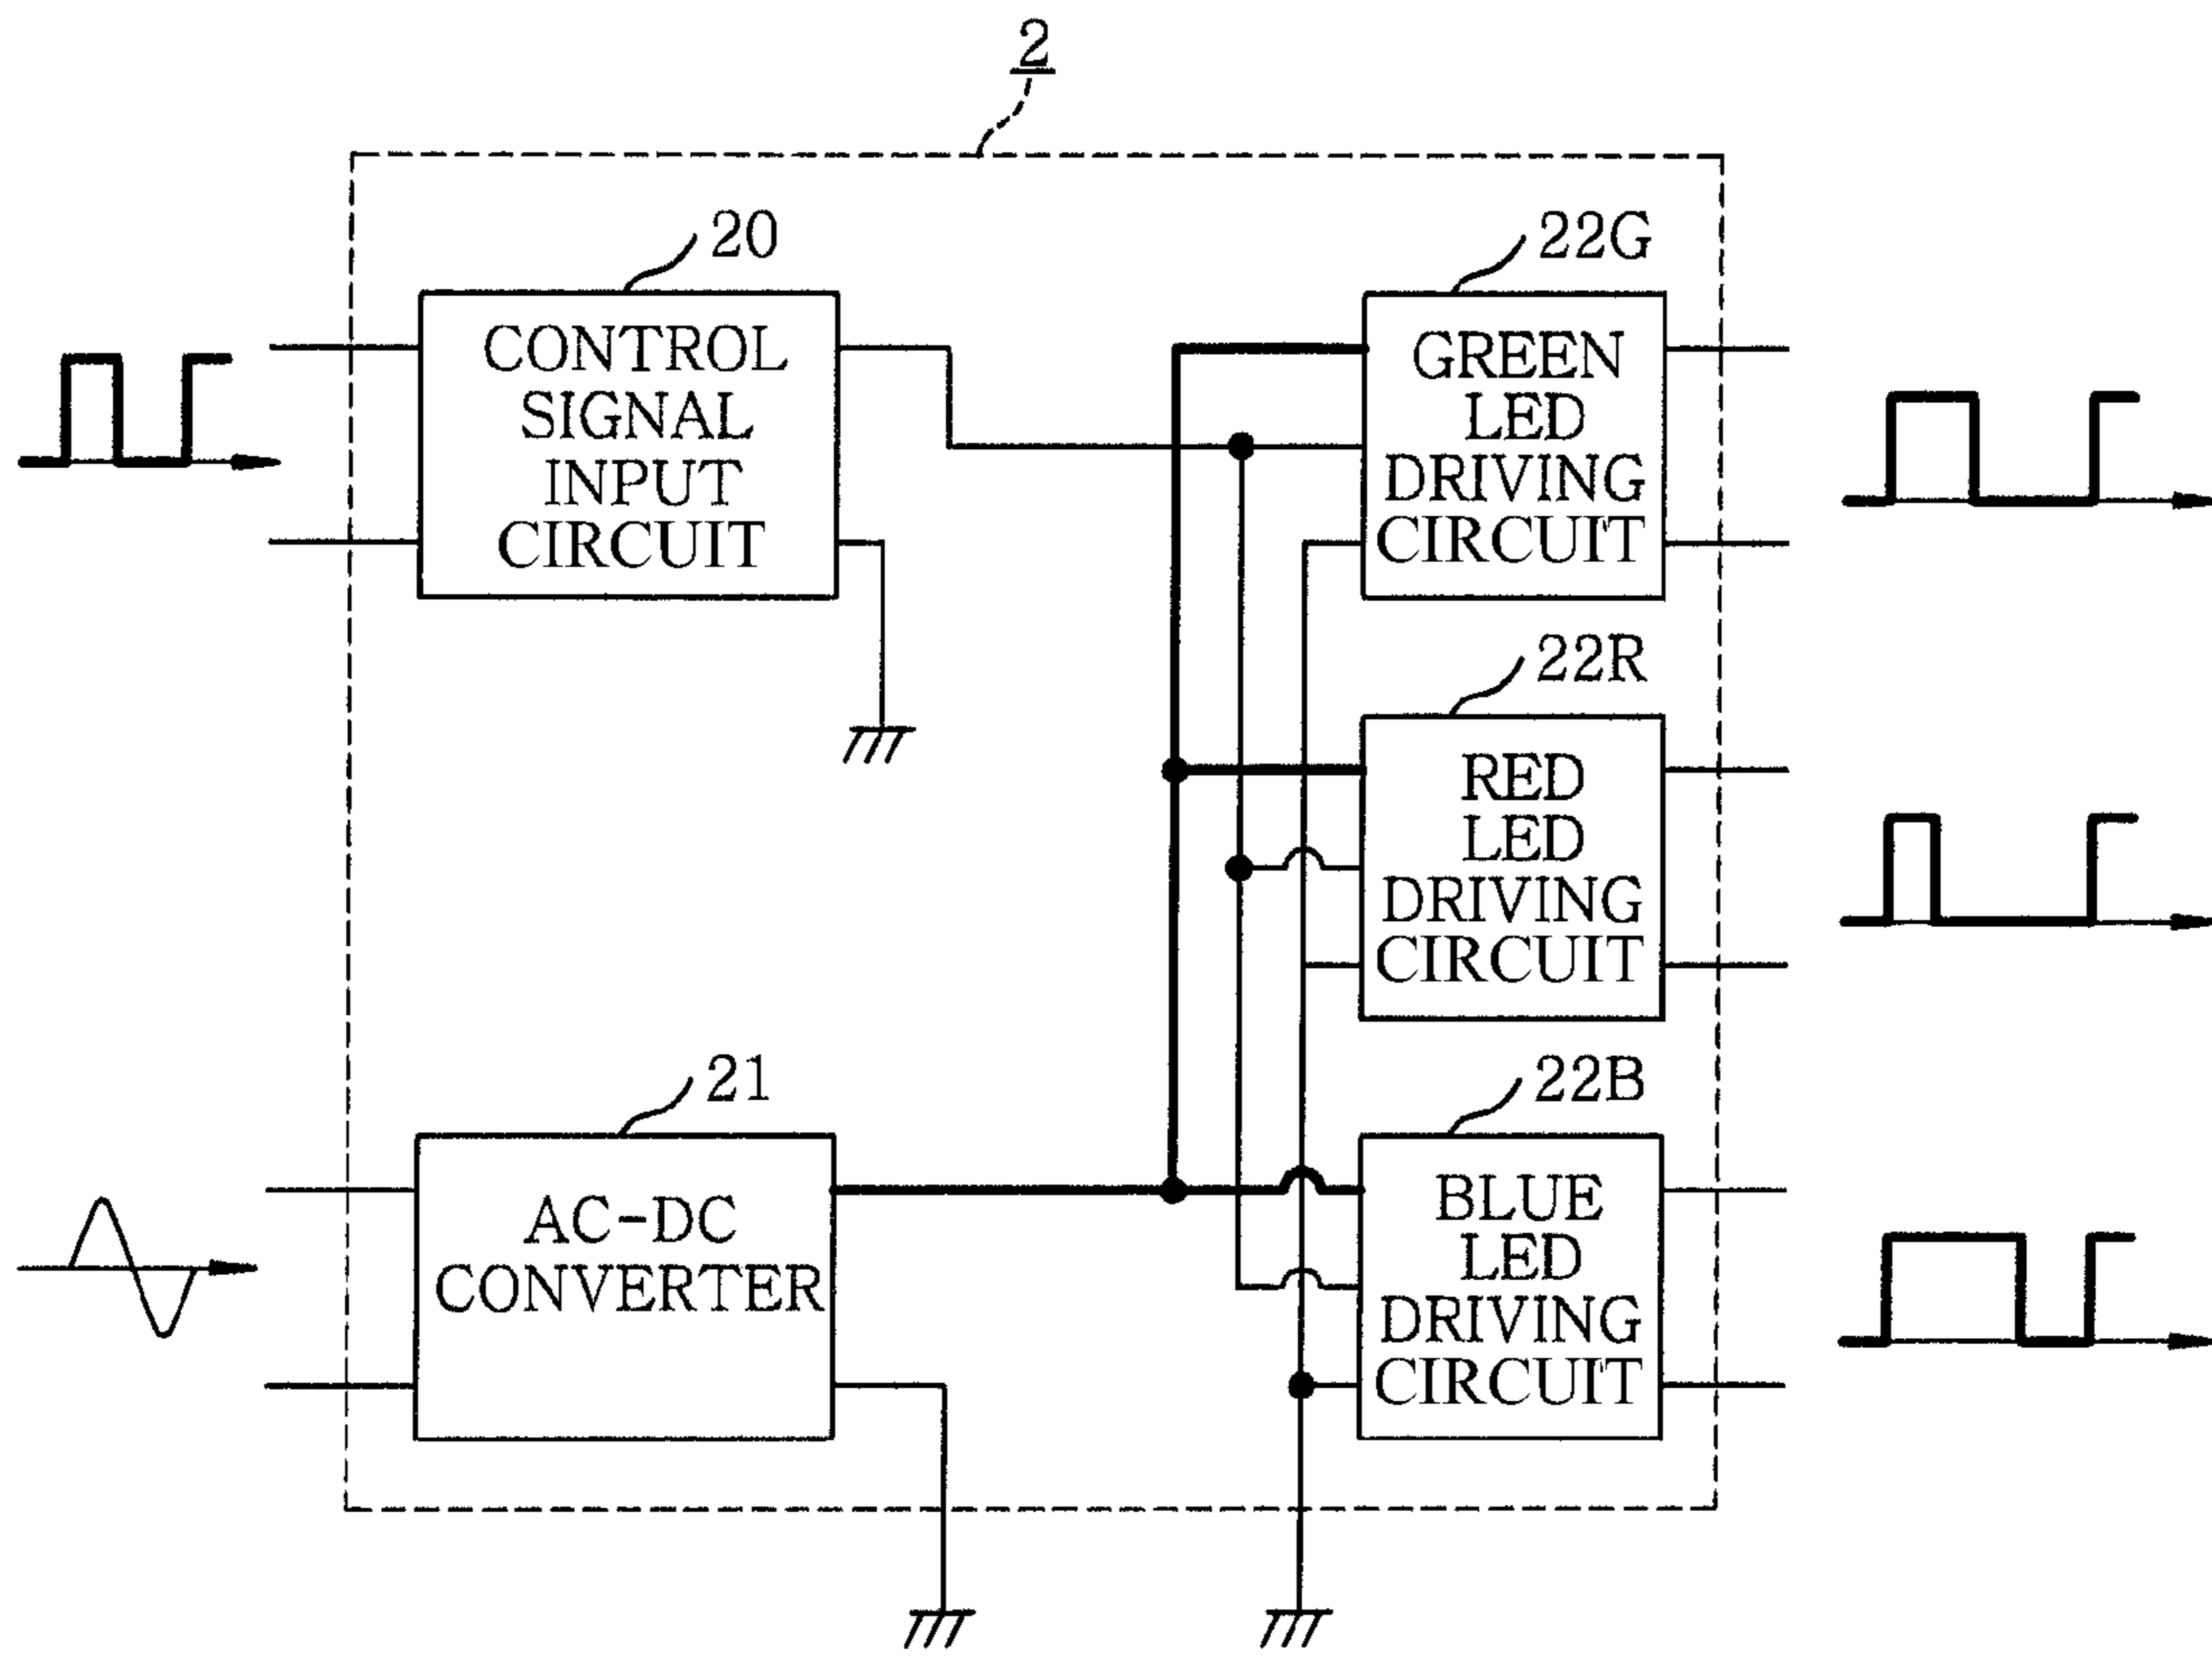 2
20
CONTROL
SIGNAL
INPUT
CIRCUIT
22G
GREEN
LED
DRIVING
CIRCUIT
22R
RED
LED
DRIVING
CIRCUIT
21
AC-DC
CONVERTER
22B
BLUE
LED
DRIVING
CIRCUIT